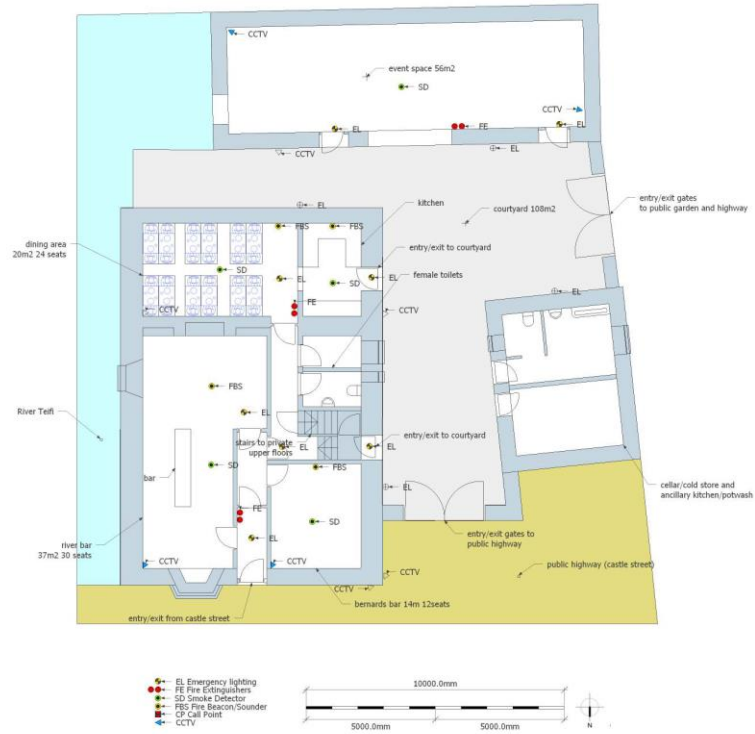 CCTV
event space 56m2
SD
CCTV
EL
FE
EL
CCTV
EL
EL
kitchen
courtyard 108m2
entry/exit gates
to public garden and highway
FBS
FBS
dining area
20m2 24 seats
entry/exit to courtyard
SD
female toilets
EL
SD
EL
EL
FE
CCTV
CCTV
FBS
River Teifi
EL
stairs to private
upper floors
EL
entry/exit to courtyard
EL
bar
SD
FBS
cellar/cold store and
ancillary kitchen/potwash
EL
FE
SD
river bar
37m2 30 seats
EL
entry/exit gates to
public highway
CCTV
CCTV
CCTV
public highway (castle street)
CCTV
bernards bar 14m 12seats
entry/exit from castle street
EL Emergency lighting
FE Fire Extinguishers
SD Smoke Detector
FBS Fire Beacon/Sounder
CP Call Point
CCTV
10000.0mm
5000.0mm
5000.0mm
N